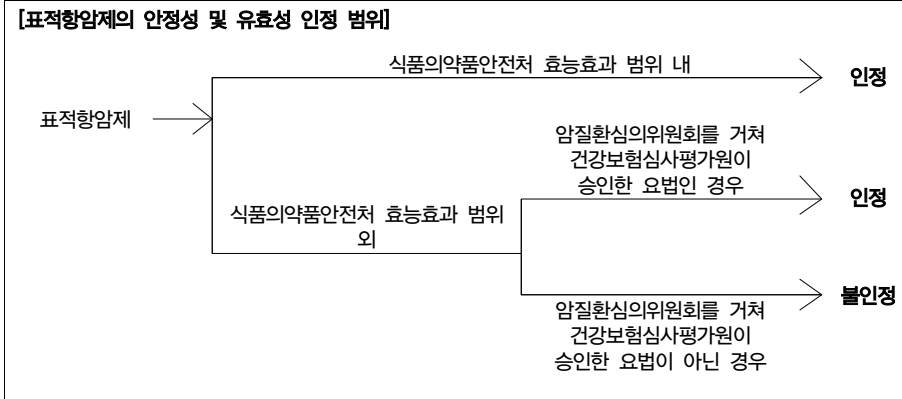 [표적항암제의 안정성 및 유효성 인정 범위]
식품의약품안전처 효능효과 범위 내
인정
표적항암제
암질환심의위원회를 거쳐
건강보험심사평가원이
승인한 요법인 경우
인정
식품의약품안전처 효능효과 범위
외
불인정
암질환심의위원회를 거쳐
건강보험심사평가원이
승인한 요법이 아닌 경우